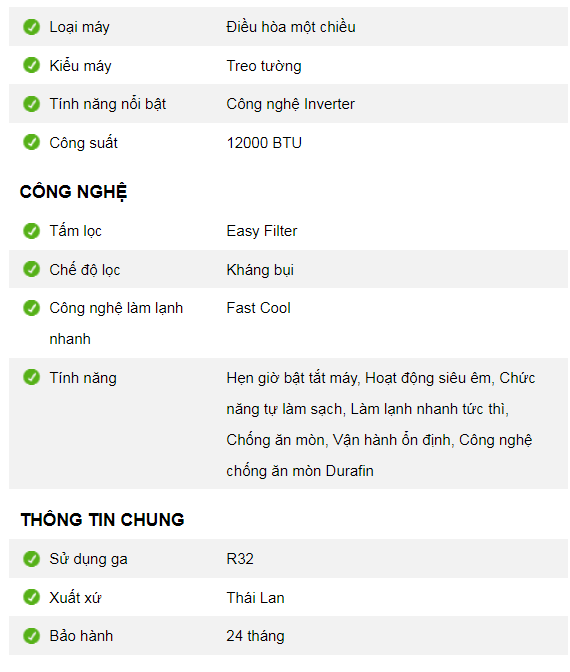 Loại máy Điều hòa một chiều
Kiểu máy Treo tường
Tính năng nổi bật Công nghệ Inverter
Công suất 12000 BTU
CÔNG NGHỆ
Tấm lọc Easy Filter
Chế độ lọc Kháng bụi
Công nghệ làm lạnh Fast Cool
nhanh
Tính năng Hẹn giờ bật tắt máy, Hoạt động siêu êm, Chức
năng tự làm sạch, Làm lạnh nhanh tức thì,
Chống ăn mòn, Vận hành ổn định, Công nghệ
chống ăn mòn Durafin
THÔNG TIN CHUNG
Sử dụng ga R32
Xuất xứ Thái Lan
Bảo hành 24 tháng